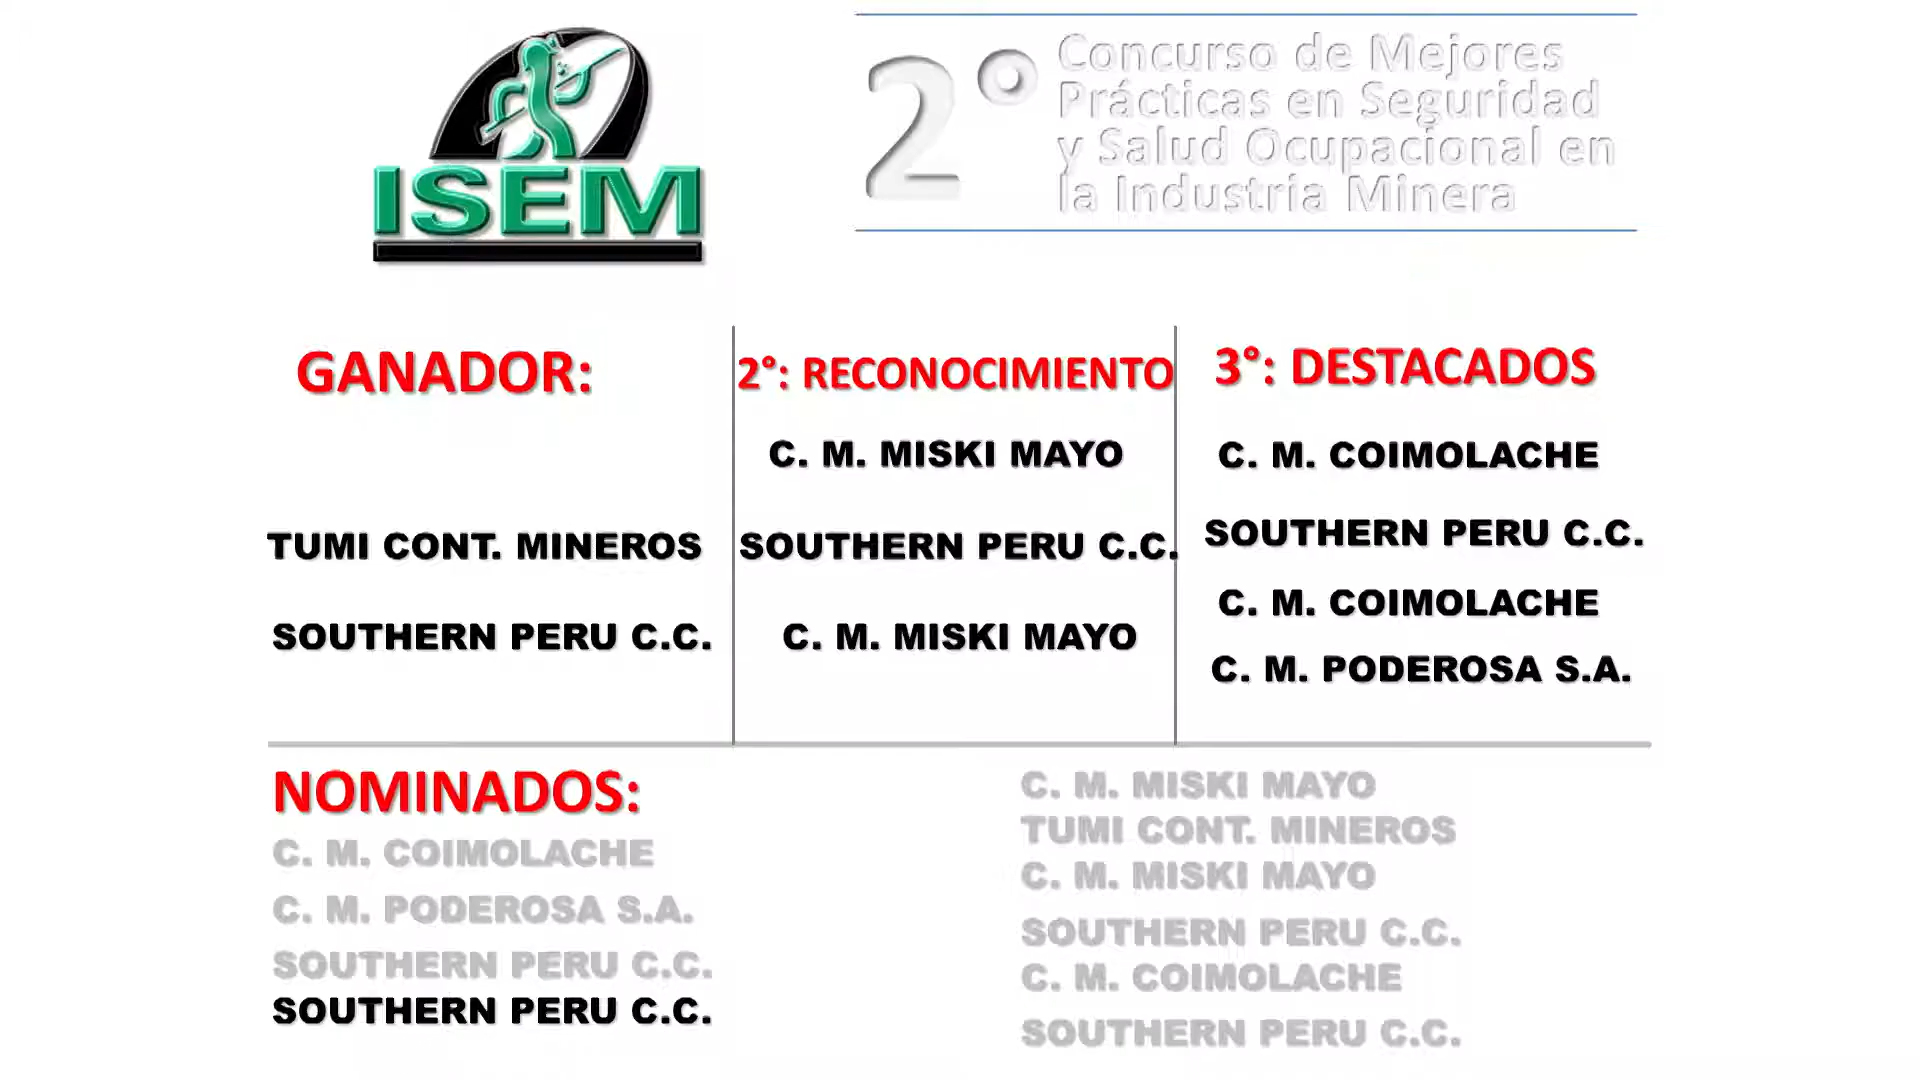 ISEM
2°
Concurso de Mejores
Prácticas en Seguridad
y Salud Ocupacional en
la Industria Minera
GANADOR:
TUMI CONT. MINEROS
SOUTHERN PERU C.C.
2°: RECONOCIMIENTO
C. M. MISKI MAYO
SOUTHERN PERU C.C.
C. M. MISKI MAYO
3°: DESTACADOS
C. M. COIMOLACHE
SOUTHERN PERU C.C.
C. M. COIMOLACHE
C. M. PODEROSA S.A.
NOMINADOS:
C. M. COIMOLACHE
C. M. PODEROSA S.A.
SOUTHERN PERU C.C.
SOUTHERN PERU C.C.
C. M. MISKI MAYO
TUMI CONT. MINEROS
C. M. MISKI MAYO
SOUTHERN PERU C.C.
C. M. COIMOLACHE
SOUTHERN PERU C.C.